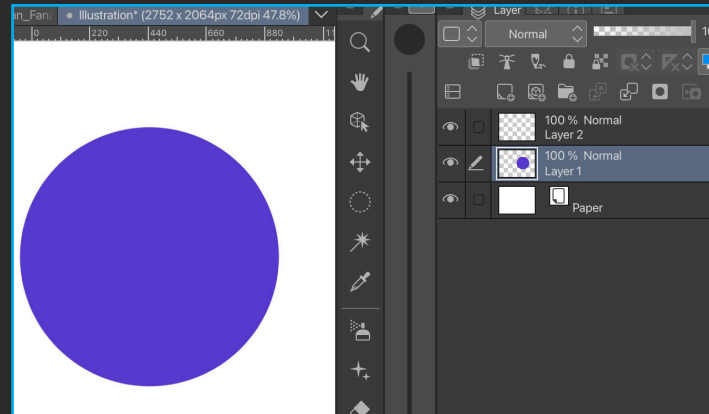 Illustration* (2752 x 2064px 72dpi 47.8%)
0 220 440 660 880
Layer
Normal
100 % Normal
Layer 2
100 % Normal
Layer 1
Paper